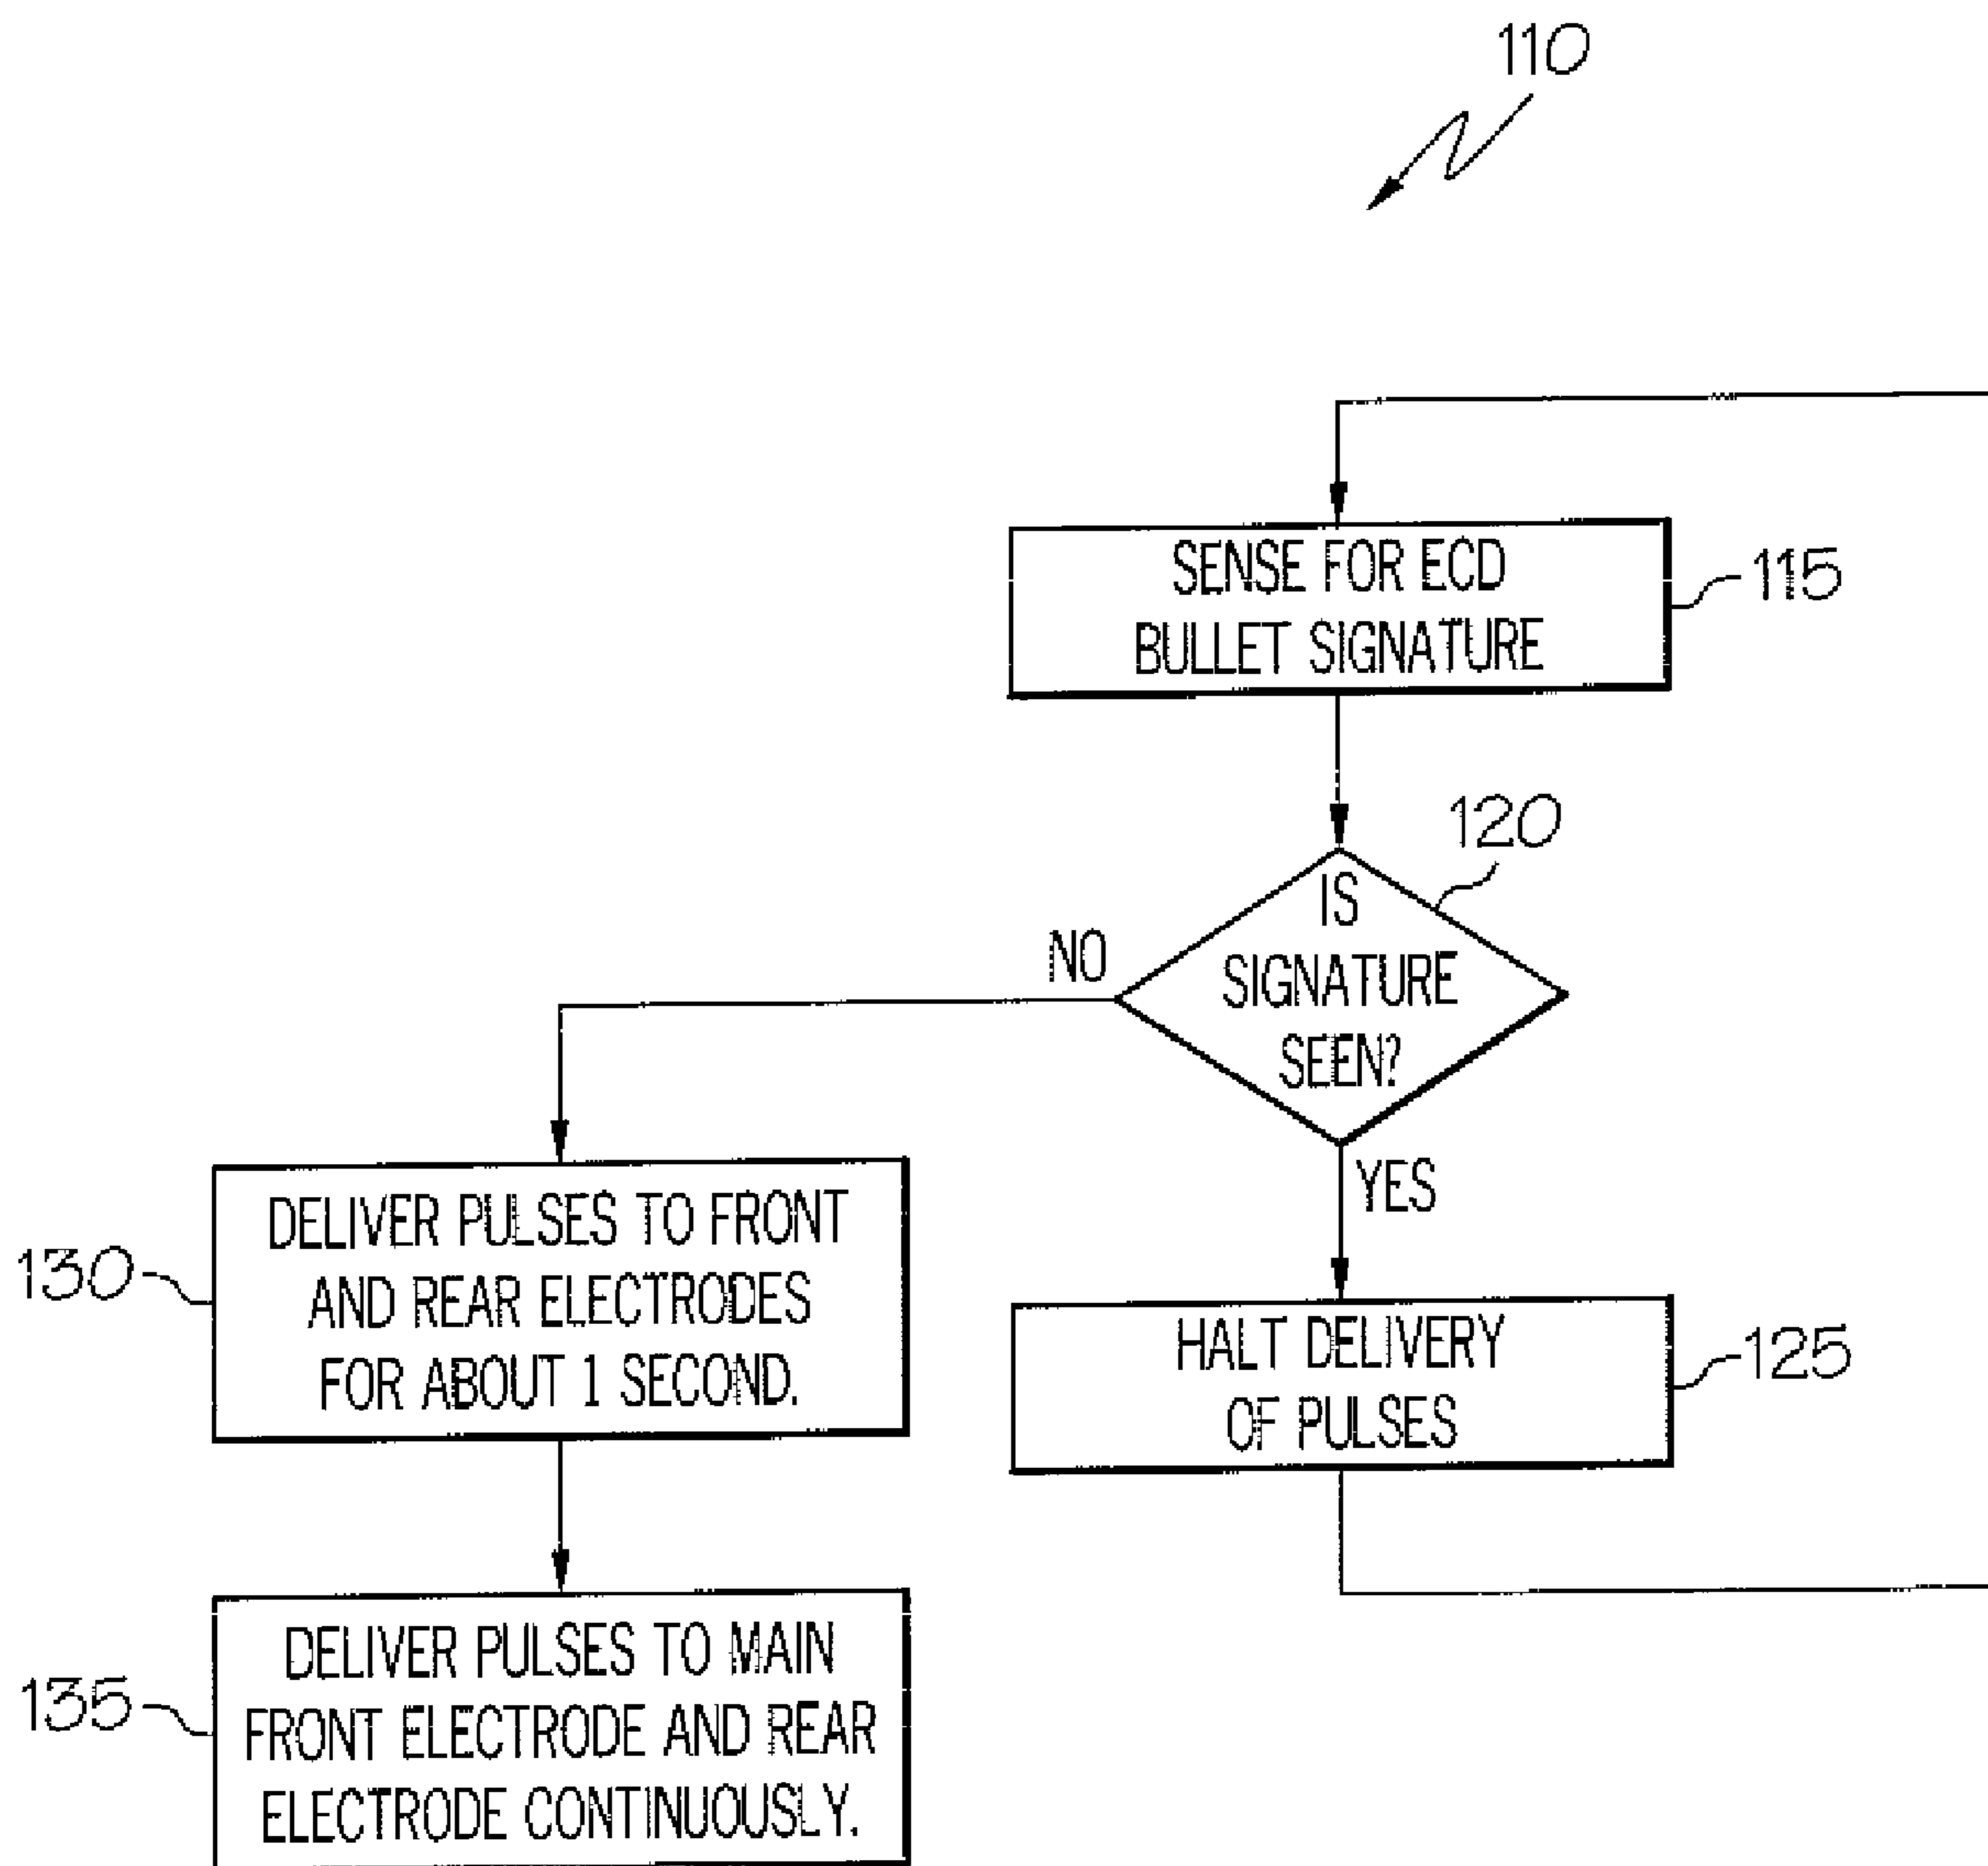 110
SENSE FOR ECD
BULLET SIGNATURE
115
120
IS
SIGNATURE
SEEN?
NO
YES
DELIVER PULSES TO FRONT
AND REAR ELECTRODES
FOR ABOUT 1 SECOND.
130
HALT DELIVERY
OF PULSES
125
DELIVER PULSES TO MAIN
FRONT ELECTRODE AND REAR
ELECTRODE CONTINUOUSLY.
135